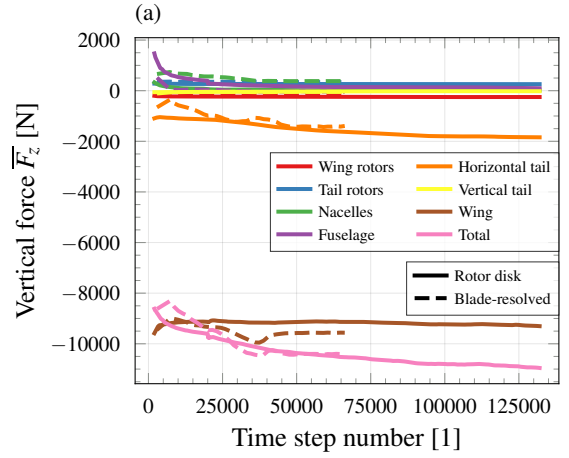 (a)
2000
0
−2000
−4000
−6000
−8000
−10000
Vertical force F̅_z [N]
Wing rotors
Tail rotors
Nacelles
Fuselage
Horizontal tail
Vertical tail
Wing
Total
Rotor disk
Blade-resolved
0 25000 50000 75000 100000 125000
Time step number [1]